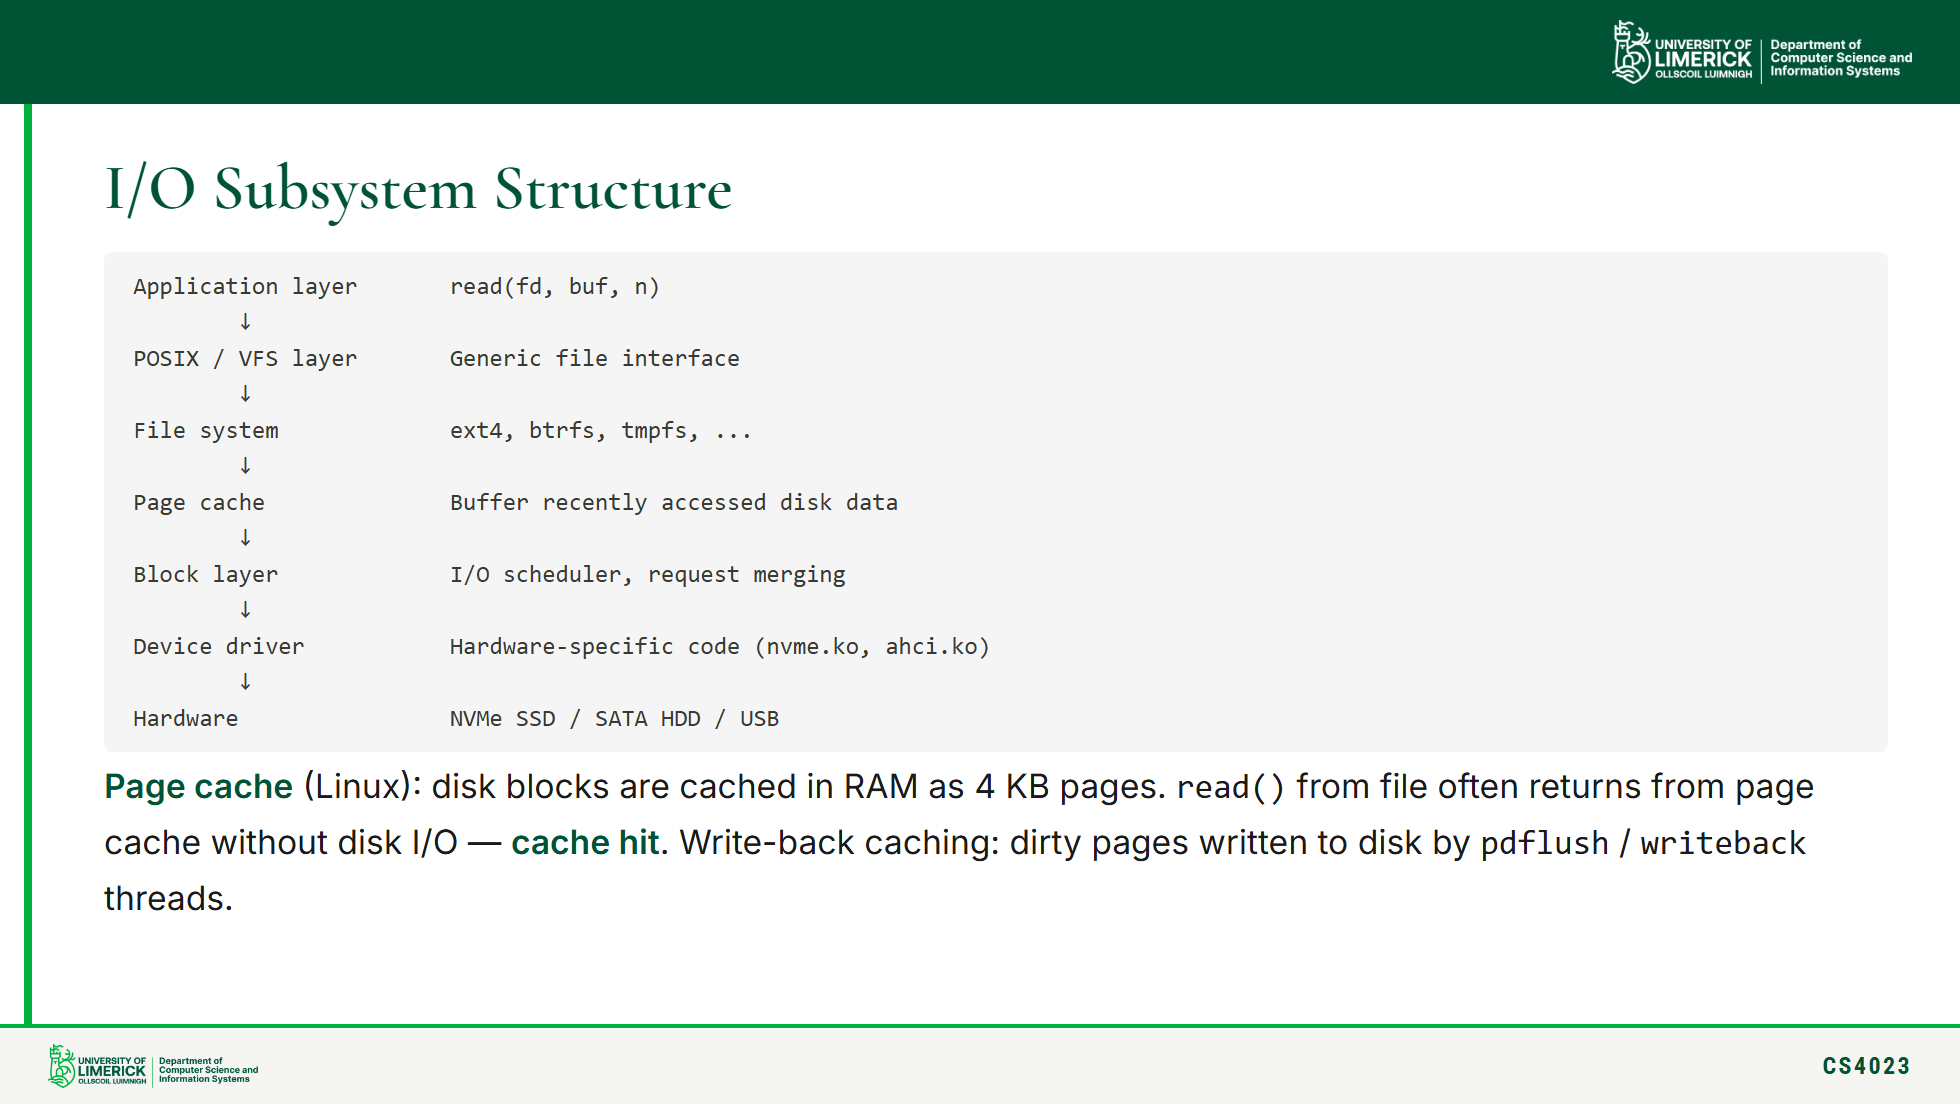 UNIVERSITY OF
LIMERICK
OLLSCOIL LUIMNIGH
Department of
Computer Science and
Information Systems
I/O Subsystem Structure
Application layer read(fd, buf, n)
↓
POSIX / VFS layer Generic file interface
↓
File system ext4, btrfs, tmpfs, ...
↓
Page cache Buffer recently accessed disk data
↓
Block layer I/O scheduler, request merging
↓
Device driver Hardware-specific code (nvme.ko, ahci.ko)
↓
Hardware NVMe SSD / SATA HDD / USB
Page cache (Linux): disk blocks are cached in RAM as 4 KB pages. read() from file often returns from page
cache without disk I/O — cache hit. Write-back caching: dirty pages written to disk by pdflush / writeback
threads.
UNIVERSITY OF
LIMERICK
OLLSCOIL LUIMNIGH
Department of
Computer Science and
Information Systems
CS4023